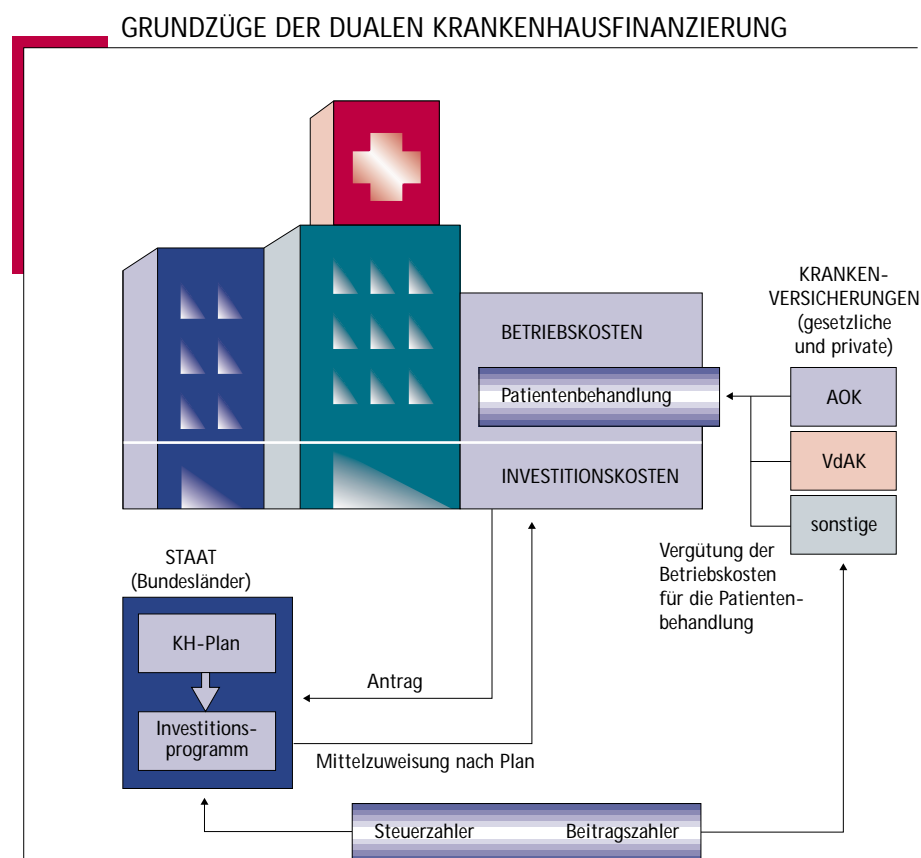 GRUNDZÜGE DER DUALEN KRANKENHAUSFINANZIERUNG
KRANKEN-
VERSICHERUNGEN
(gesetzliche
und private)
BETRIEBSKOSTEN
Patientenbehandlung
AOK
VdAK
INVESTITIONSKOSTEN
sonstige
Vergütung der
Betriebskosten
für die Patienten-
behandlung
STAAT
(Bundesländer)
KH-Plan
Antrag
Investitions-
programm
Mittelzuweisung nach Plan
Steuerzahler Beitragszahler